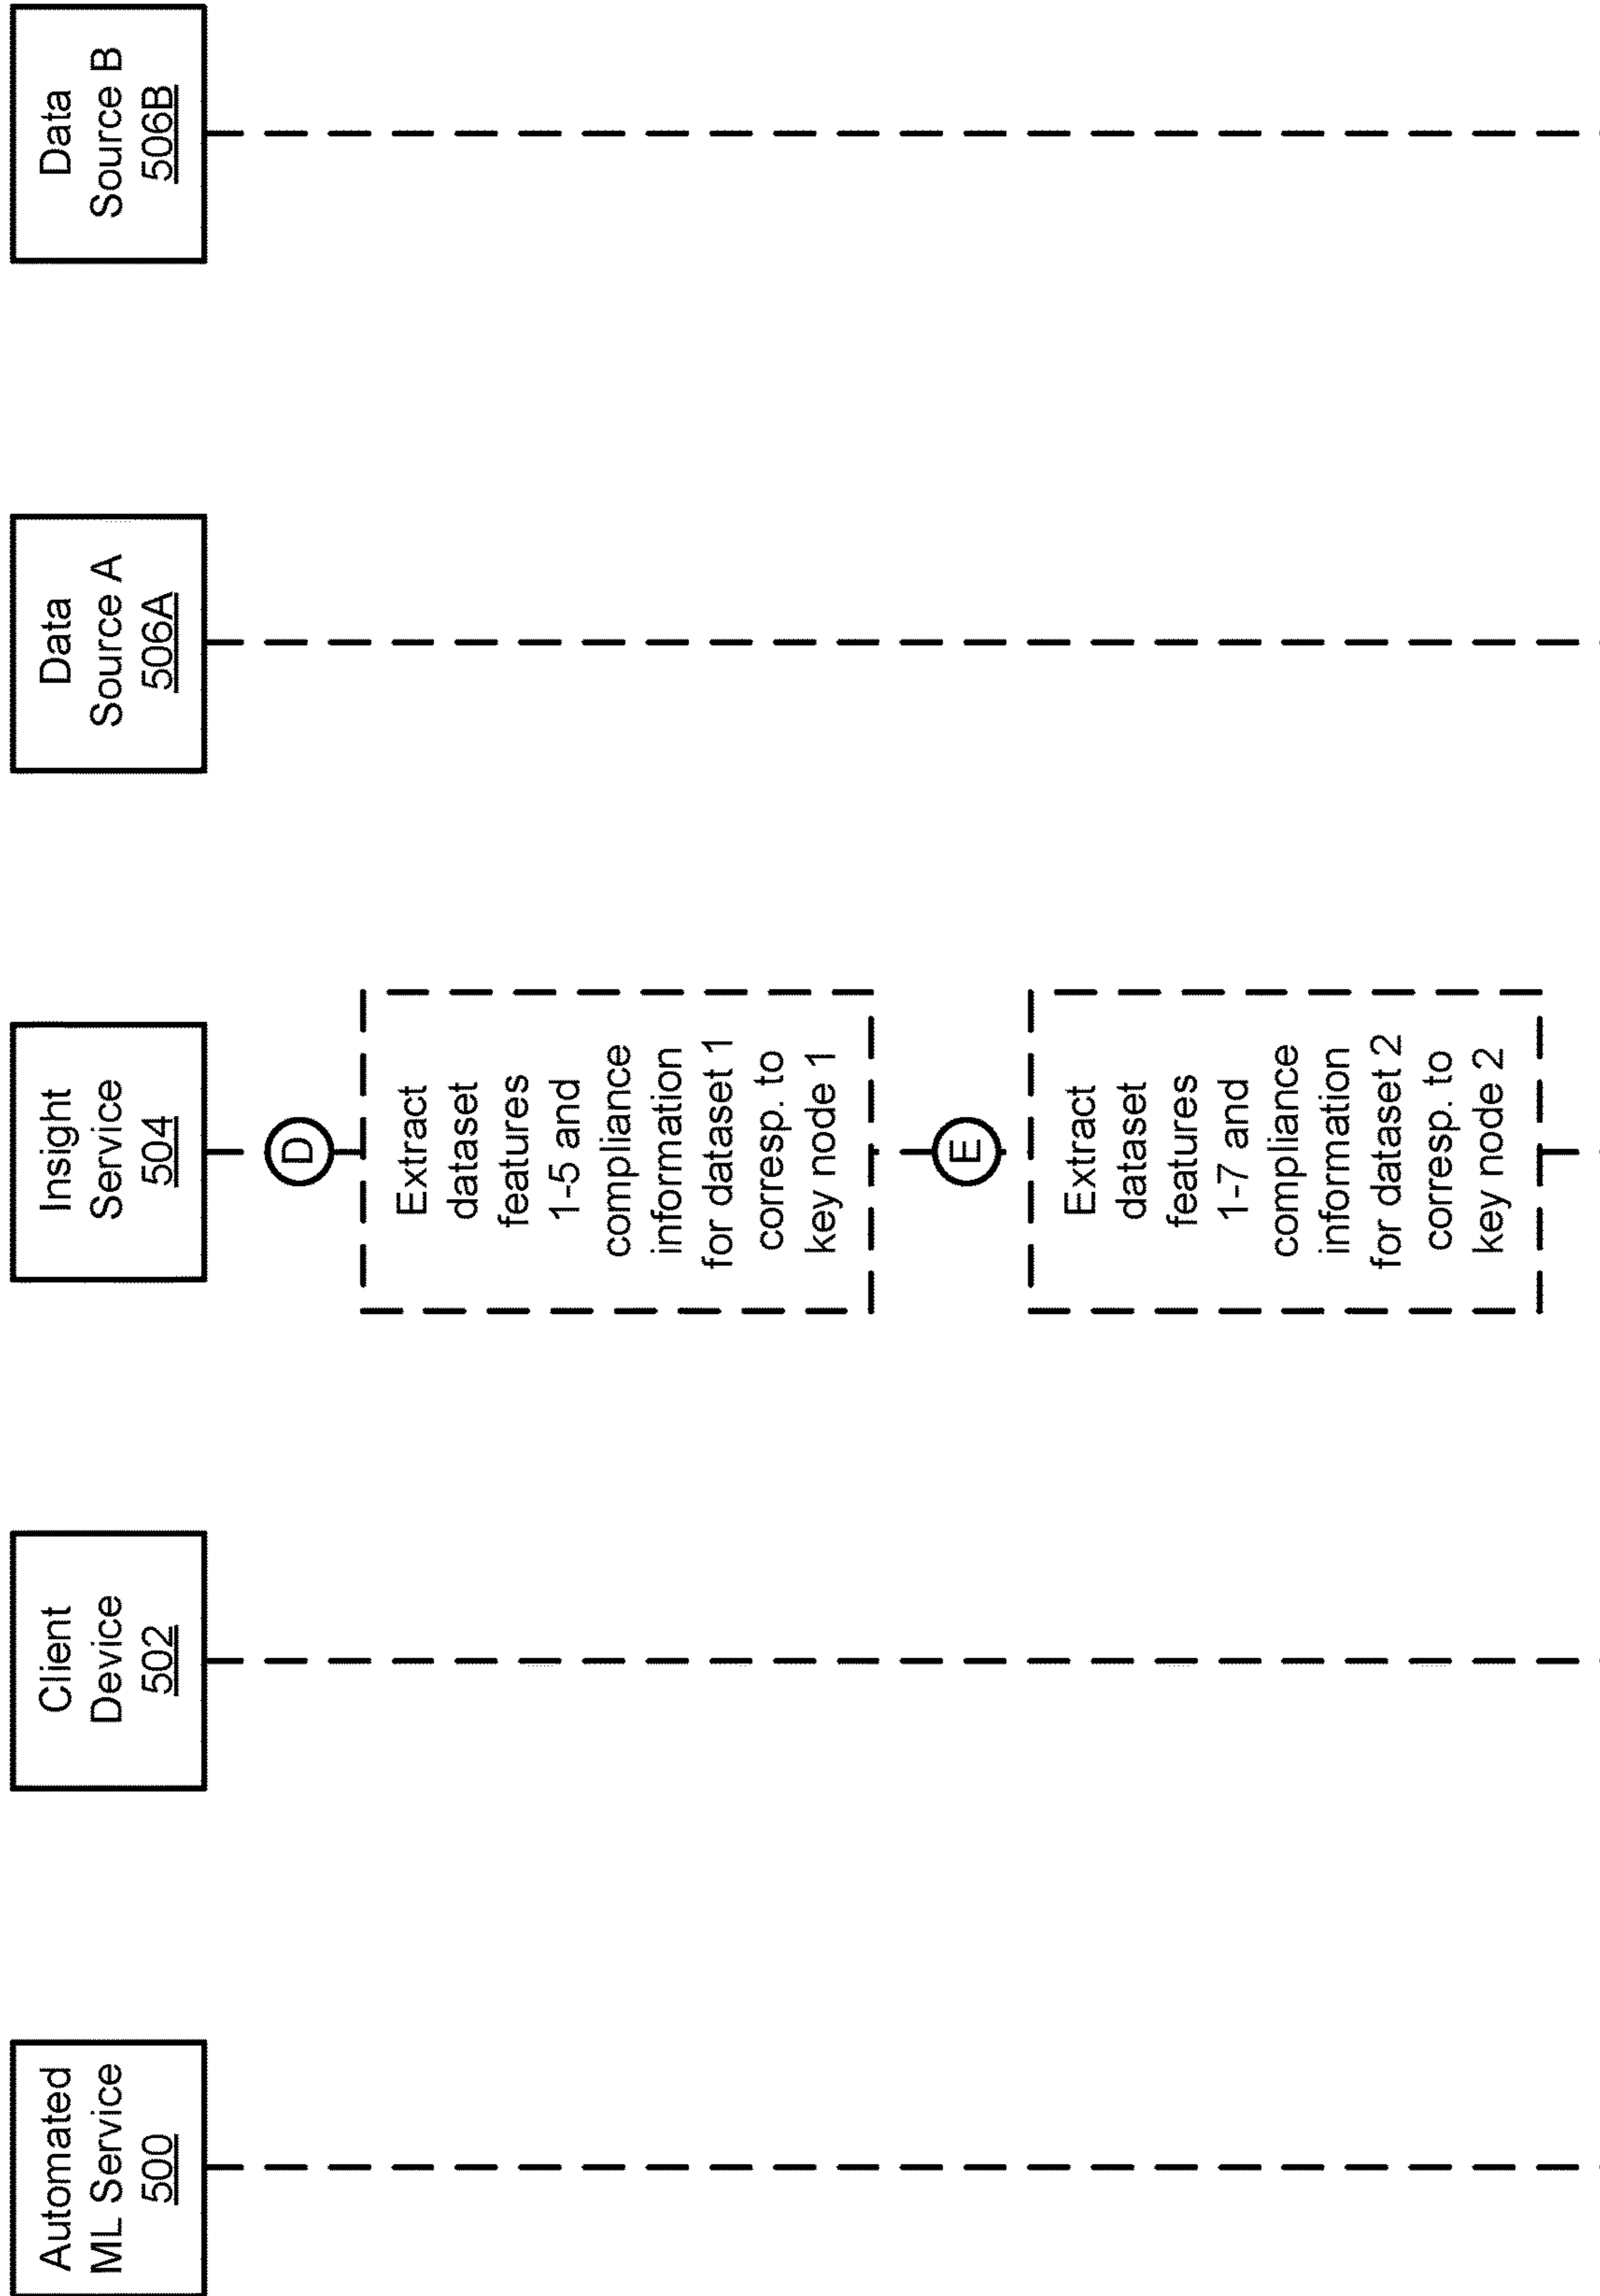 Automated
ML Service
500
Client
Device
502
Insight
Service
504
Data
Source A
506A
Data
Source B
506B
D
Extract
dataset
features
1-5 and
compliance
information
for dataset 1
corresp. to
key node 1
E
Extract
dataset
features
1-7 and
compliance
information
for dataset 2
corresp. to
key node 2